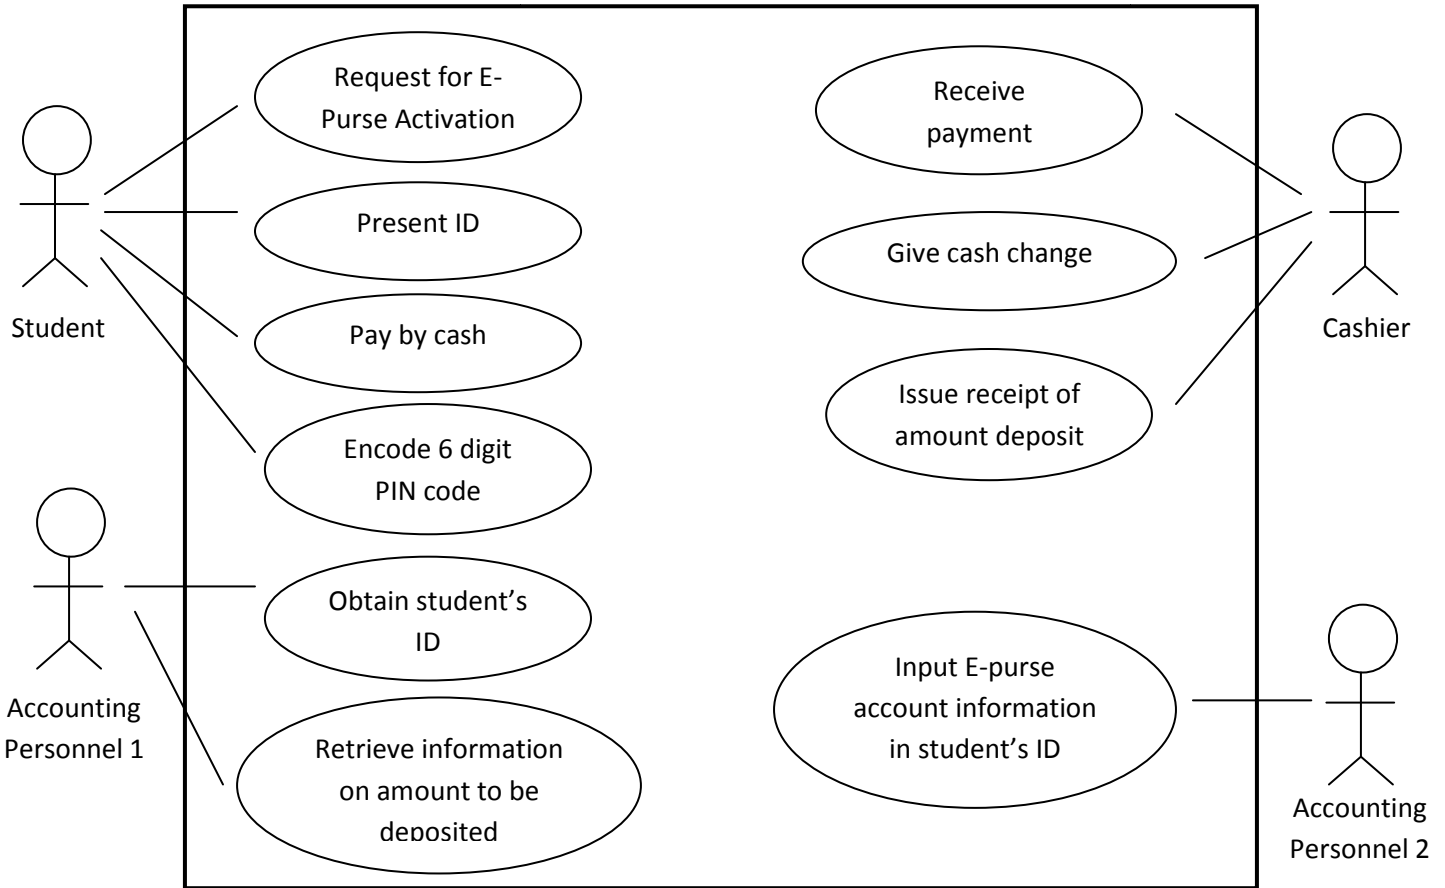 Request for E-
Purse Activation
Present ID
Pay by cash
Encode 6 digit
PIN code
Student
Obtain student’s
ID
Retrieve information
on amount to be
deposited
Accounting
Personnel 1
Receive
payment
Give cash change
Issue receipt of
amount deposit
Cashier
Input E-purse
account information
in student’s ID
Accounting
Personnel 2